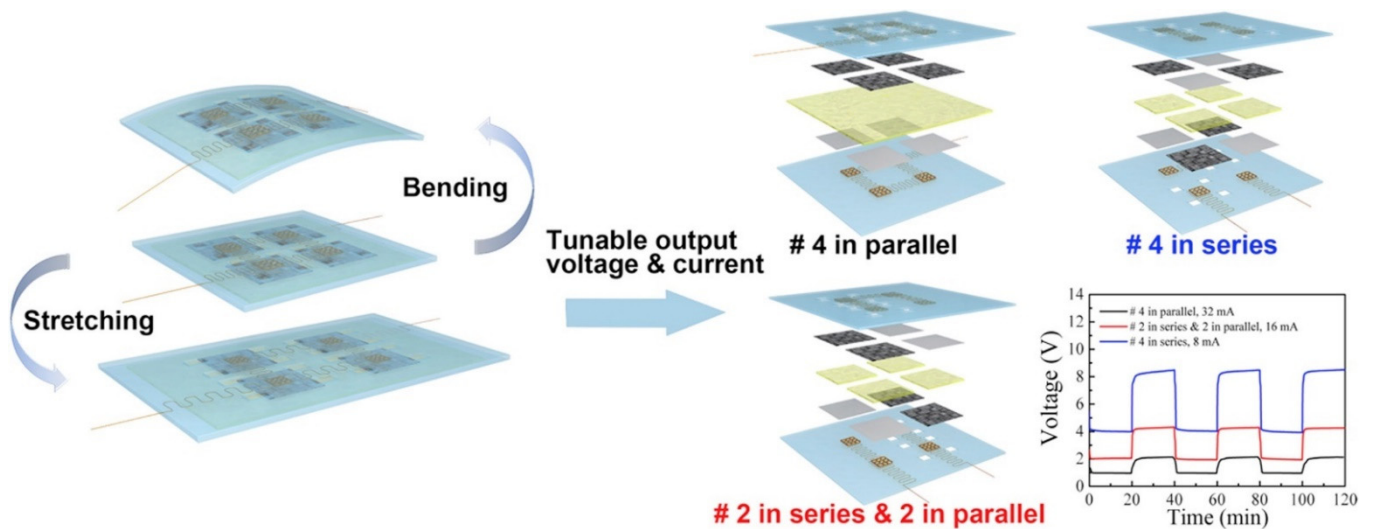 Bending
Stretching
Tunable output
voltage & current
# 4 in parallel
# 4 in series
# 2 in series & 2 in parallel
14
12
10
8
6
4
2
0
Voltage (V)
# 4 in parallel, 32 mA
# 2 in series & 2 in parallel, 16 mA
# 4 in series, 8 mA
0 20 40 60 80 100 120
Time (min)